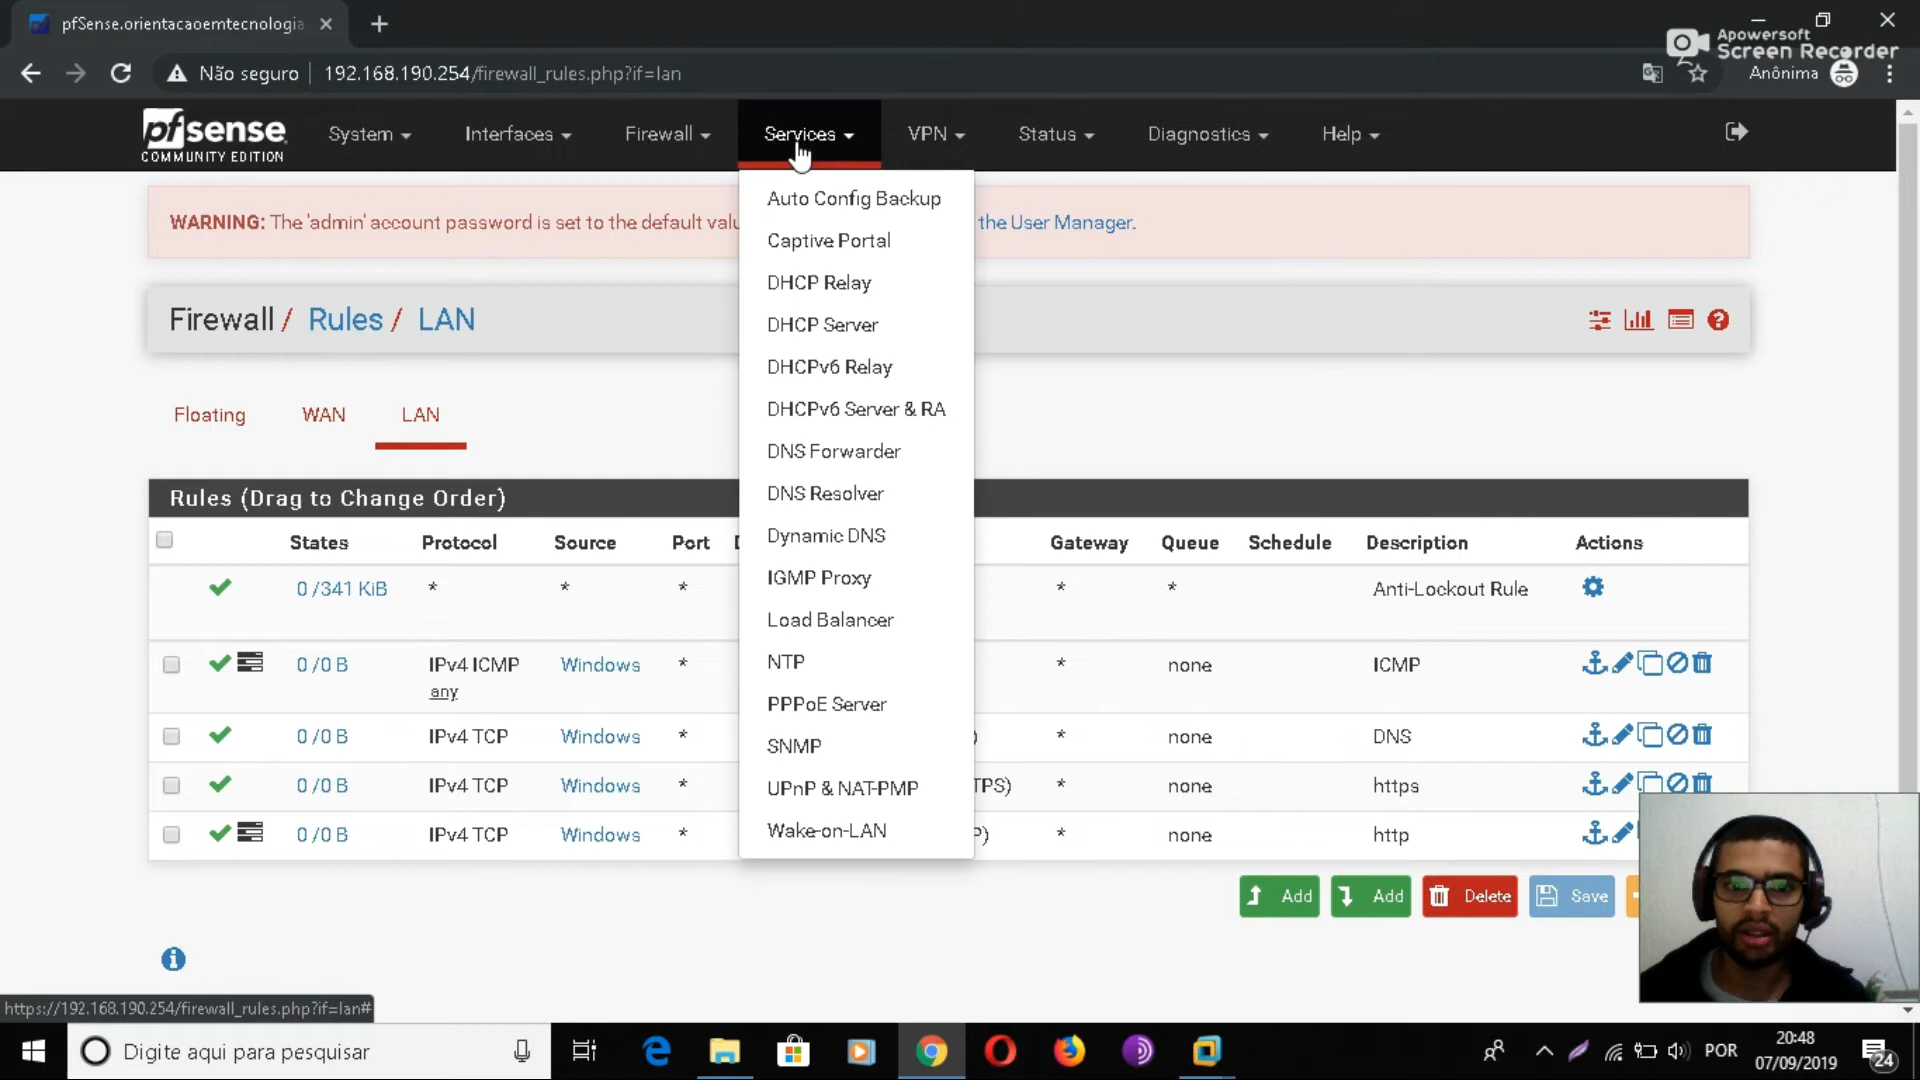 pfSense.orientacaoemtecnologia
Apowersoft
Screen Recorder
Não seguro
192.168.190.254/firewall_rules.php?if=lan
Anônima
pfsense
COMMUNITY EDITION
System
Interfaces
Firewall
Services
VPN
Status
Diagnostics
Help
Auto Config Backup
Captive Portal
DHCP Relay
DHCP Server
DHCPv6 Relay
DHCPv6 Server & RA
DNS Forwarder
DNS Resolver
Dynamic DNS
IGMP Proxy
Load Balancer
NTP
PPPoE Server
SNMP
UPnP & NAT-PMP
Wake-on-LAN
WARNING: The 'admin' account password is set to the default
the User Manager.
Firewall / Rules / LAN
Floating
WAN
LAN
Rules (Drag to Change Order)
States Protocol Source Port Gateway Queue Schedule Description Actions
0 /341 KiB * * * * * Anti-Lockout Rule
0 /0 B IPv4 ICMP Windows * * none ICMP
any
0 /0 B IPv4 TCP Windows * ) * none DNS
0 /0 B IPv4 TCP Windows * TPS) * none https
0 /0 B IPv4 TCP Windows * P) * none http
Add
Add
Delete
Save
https://192.168.190.254/firewall_rules.php?if=lan#
Digite aqui para pesquisar
POR
20:48
07/09/2019
24